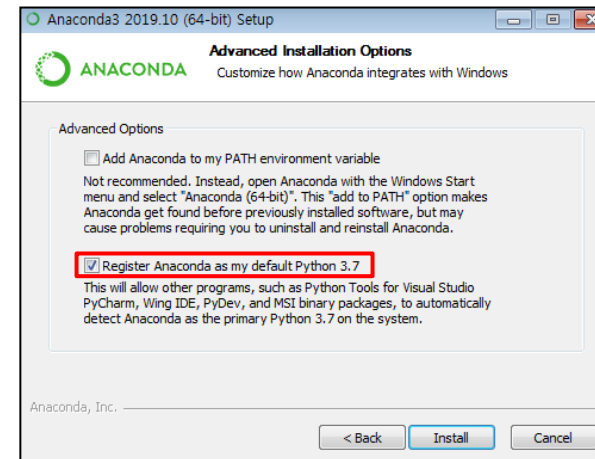 Anaconda3 2019.10 (64-bit) Setup
ANACONDA
Advanced Installation Options
Customize how Anaconda integrates with Windows
Advanced Options
Add Anaconda to my PATH environment variable
Not recommended. Instead, open Anaconda with the Windows Start
menu and select "Anaconda (64-bit)". This "add to PATH" option makes
Anaconda get found before previously installed software, but may
cause problems requiring you to uninstall and reinstall Anaconda.
Register Anaconda as my default Python 3.7
This will allow other programs, such as Python Tools for Visual Studio
PyCharm, Wing IDE, PyDev, and MSI binary packages, to automatically
detect Anaconda as the primary Python 3.7 on the system.
Anaconda, Inc.
< Back
Install
Cancel